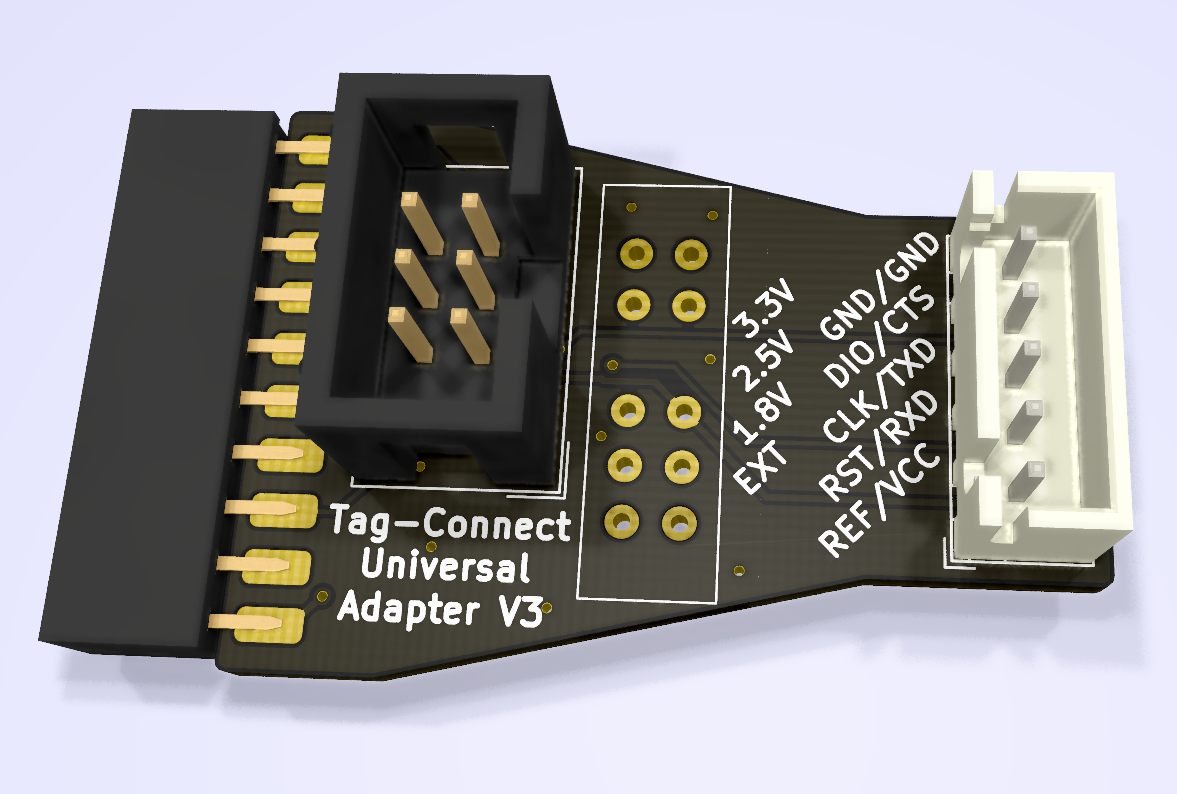 Tag-Connect
Universal
Adapter V3
3.3V
2.5V
1.8V
EXT
GND/GND
DIO/CTS
CLK/TXD
RST/RXD
REF/VCC